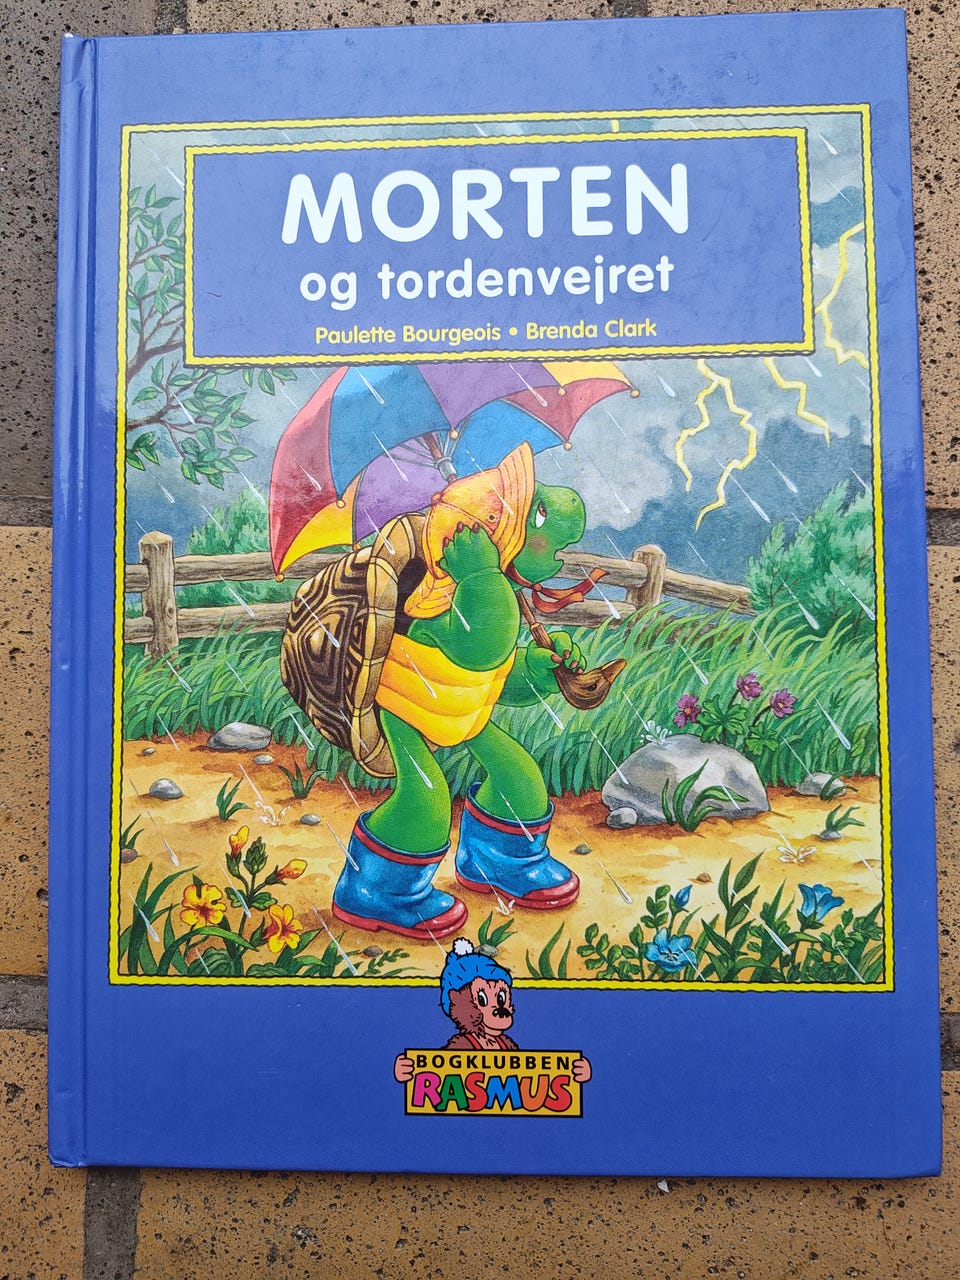 MORTEN
og tordenvejret
Paulette Bourgeois • Brenda Clark
BOGKLUBBEN
RASMUS